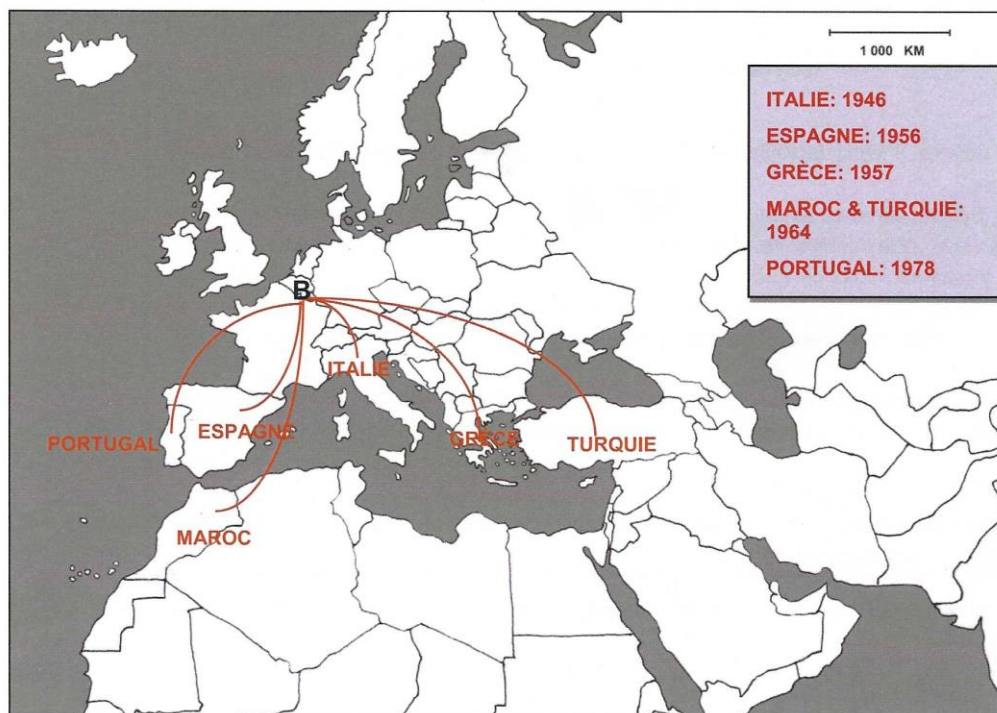 1 000 KM
ITALIE: 1946
ESPAGNE: 1956
GRÈCE: 1957
MAROC & TURQUIE:
1964
PORTUGAL: 1978
B
ITALIE
PORTUGAL
ESPAGNE
GRÈCE
TURQUIE
MAROC